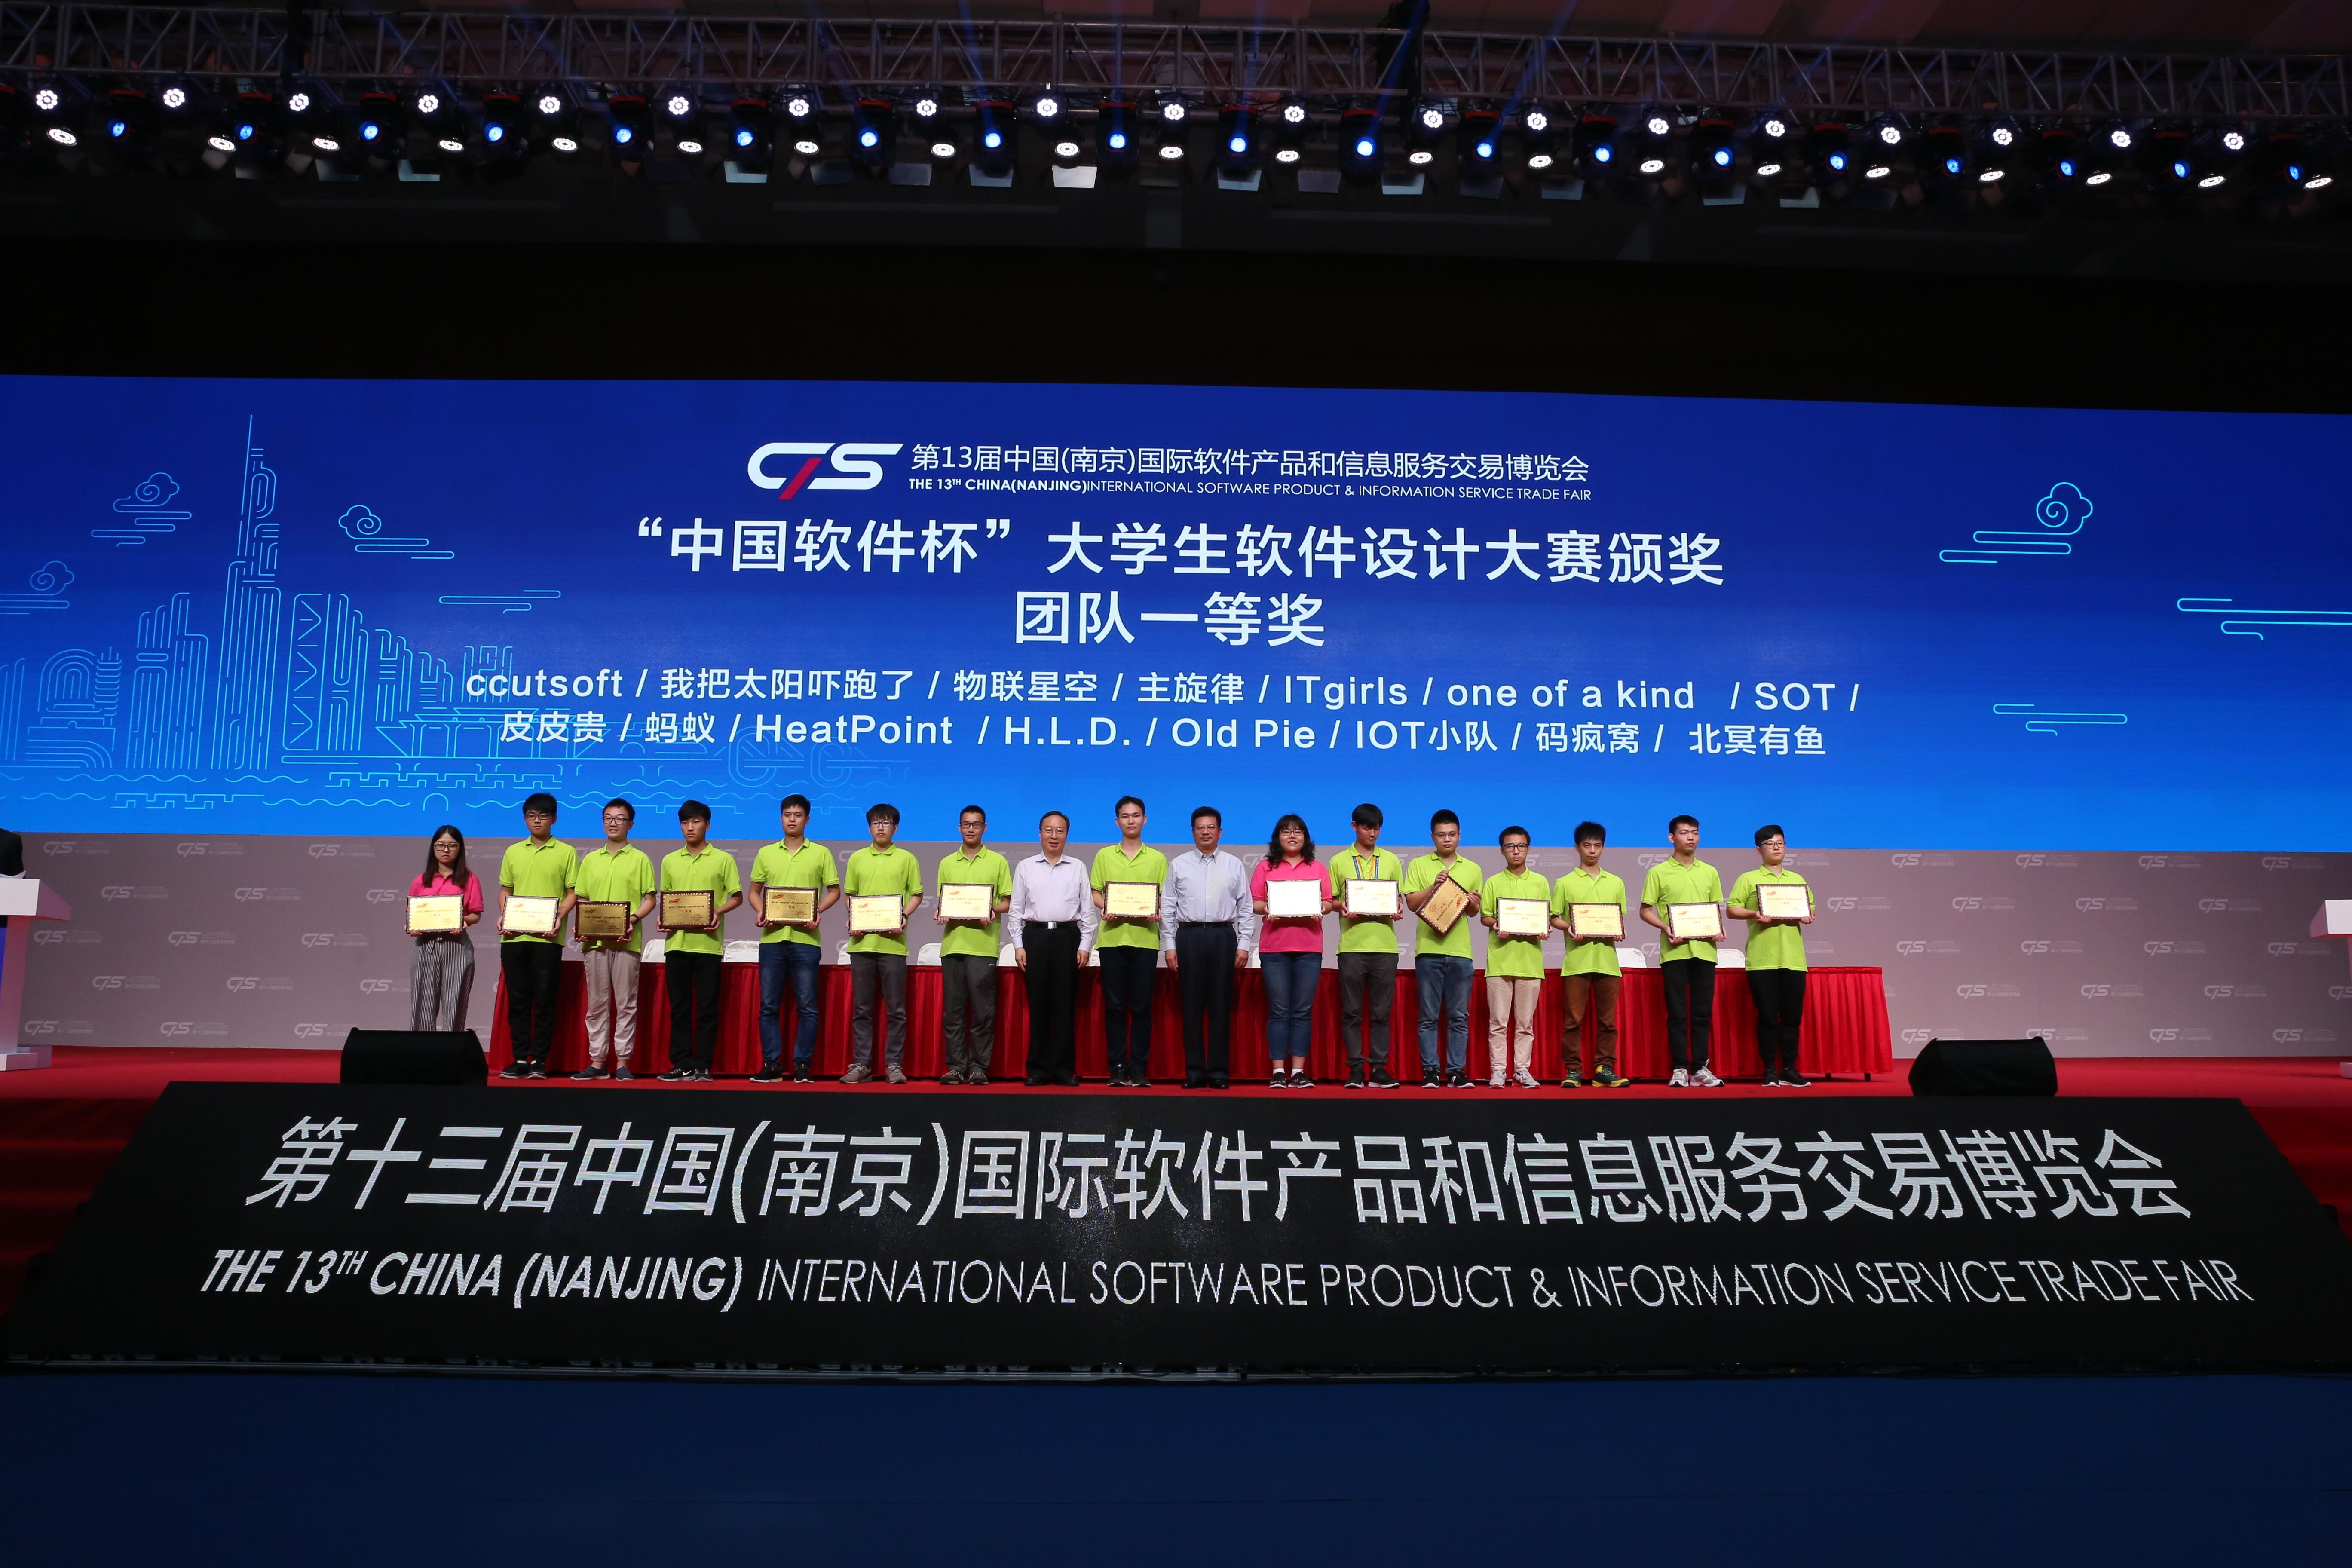 CIS 第13届中国(南京)国际软件产品和信息服务交易博览会
THE 13TH CHINA(NANJING)INTERNATIONAL SOFTWARE PRODUCT & INFORMATION SERVICE TRADE FAIR
“中国软件杯”大学生软件设计大赛颁奖
团队一等奖
ccutsoft / 我把太阳吓跑了 / 物联星空 / 主旋律 / ITgirls / one of a kind / SOT /
皮皮贵 / 蚂蚁 / HeatPoint / H.L.D. / Old Pie / IOT小队 / 码疯窝 / 北冥有鱼
第十三届中国(南京)国际软件产品和信息服务交易博览会
THE 13TH CHINA (NANJING) INTERNATIONAL SOFTWARE PRODUCT & INFORMATION SERVICE TRADE FAIR